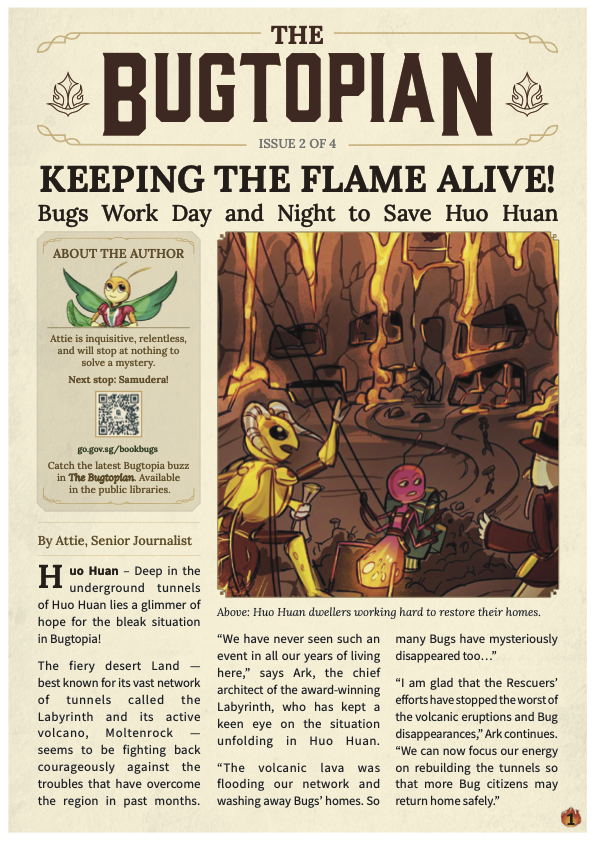 THE
BUGTOPIAN
ISSUE 2 OF 4
KEEPING THE FLAME ALIVE!
Bugs Work Day and Night to Save Huo Huan
ABOUT THE AUTHOR
Attie is inquisitive, relentless,
and will stop at nothing to
solve a mystery.
Next stop: Samudera!
go.gov.sg/bookbugs
Catch the latest Bugtopia buzz
in The Bugtopian. Available
in the public libraries.
By Attie, Senior Journalist
Huo Huan – Deep in the
underground tunnels
of Huo Huan lies a glimmer of
hope for the bleak situation
in Bugtopia!
The fiery desert Land —
best known for its vast network
of tunnels called the
Labyrinth and its active
volcano, Moltenrock —
seems to be fighting back
courageously against the
troubles that have overcome
the region in past months.
Above: Huo Huan dwellers working hard to restore their homes.
“We have never seen such an
event in all our years of living
here,” says Ark, the chief
architect of the award-winning
Labyrinth, who has kept a
keen eye on the situation
unfolding in Huo Huan.
“The volcanic lava was
flooding our network and
washing away Bugs’ homes. So
many Bugs have mysteriously
disappeared too…”
“I am glad that the Rescuers’
efforts have stopped the worst of
the volcanic eruptions and Bug
disappearances,” Ark continues.
“We can now focus our energy
on rebuilding the tunnels so
that more Bug citizens may
return home safely.”
1